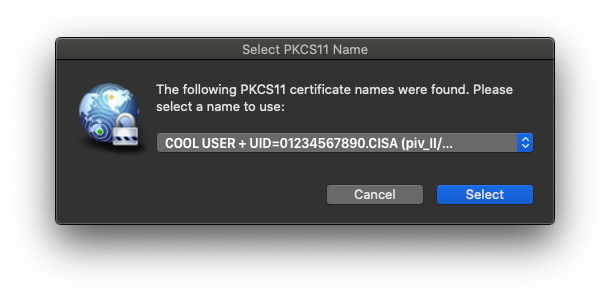 Select PKCS11 Name
The following PKCS11 certificate names were found. Please
select a name to use:
COOL USER + UID=01234567890.CISA (piv_II/...
Cancel
Select